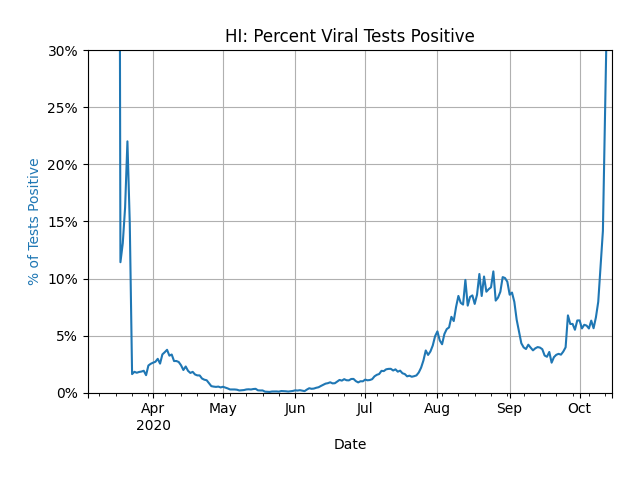 HI: Percent Viral Tests Positive
30%
25%
20%
15%
10%
5%
0%
% of Tests Positive
Apr May Jun Jul Aug Sep Oct
2020
Date